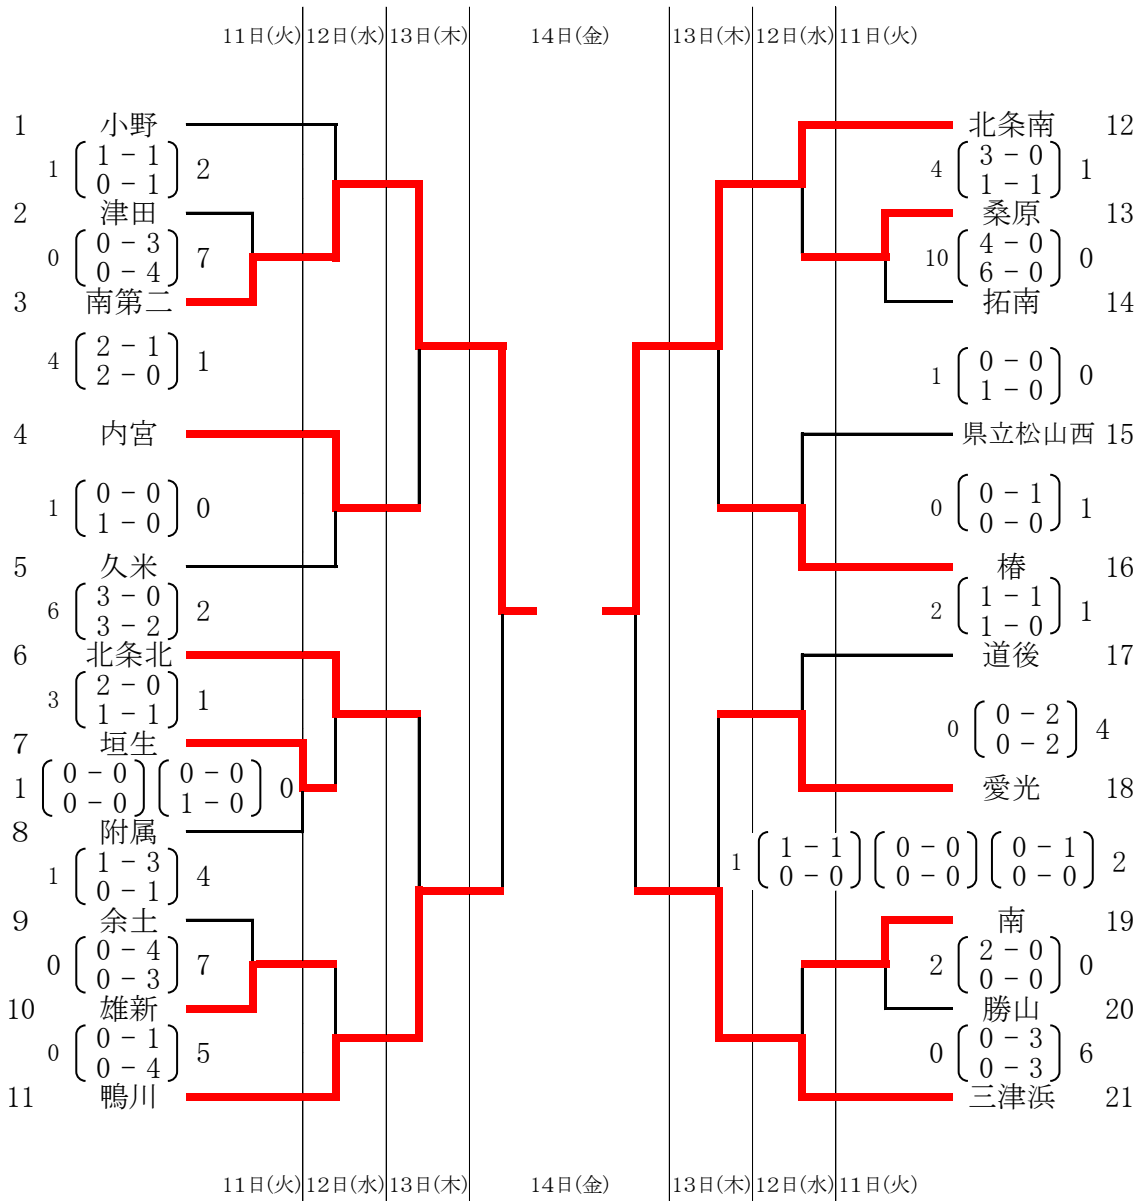 11日(火) 12日(水) 13日(木) 14日(金) 13日(木) 12日(水) 11日(火)
1 小野
1 1 - 1 2
0 - 1
2 津田
0 0 - 3 7
0 - 4
3 南第二
4 2 - 1 1
2 - 0
4 内宮
1 0 - 0 0
1 - 0
5 久米
6 3 - 0 2
3 - 2
6 北条北
3 2 - 0 1
1 - 1
7 垣生
1 0 - 0 0 - 0 0
0 - 0 1 - 0
8 附属
1 1 - 3 4
0 - 1
9 余土
0 0 - 4 7
0 - 3
10 雄新
0 0 - 1 5
0 - 4
11 鴨川
北条南 12
4 3 - 0 1
1 - 1
桑原 13
10 4 - 0 0
6 - 0
拓南 14
1 0 - 0 0
1 - 0
県立松山西 15
0 0 - 1 1
0 - 0
椿 16
2 1 - 1 1
1 - 0
道後 17
0 0 - 2 4
0 - 2
愛光 18
1 1 - 1 0 - 0 0 - 1 2
0 - 0 0 - 0 0 - 0
南 19
2 2 - 0 0
0 - 0
勝山 20
0 0 - 3 6
0 - 3
三津浜 21
11日(火) 12日(水) 13日(木) 14日(金) 13日(木) 12日(水) 11日(火)